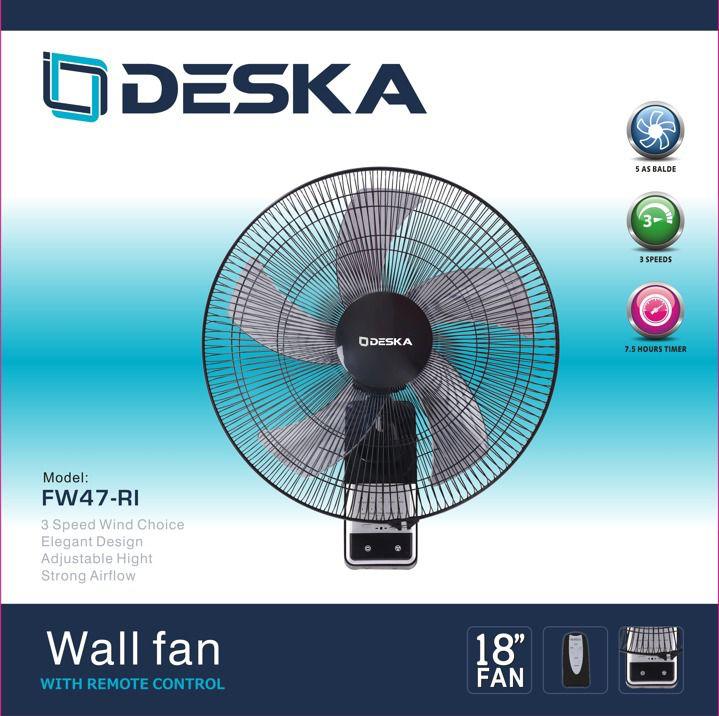 DESKA
5 AS BALDE
3
3 SPEEDS
DESKA
7.5 HOURS TIMER
Model:
FW47-RI
3 Speed Wind Choice
Elegant Design
Adjustable Hight
Strong Airflow
Wall fan
WITH REMOTE CONTROL
18”
FAN